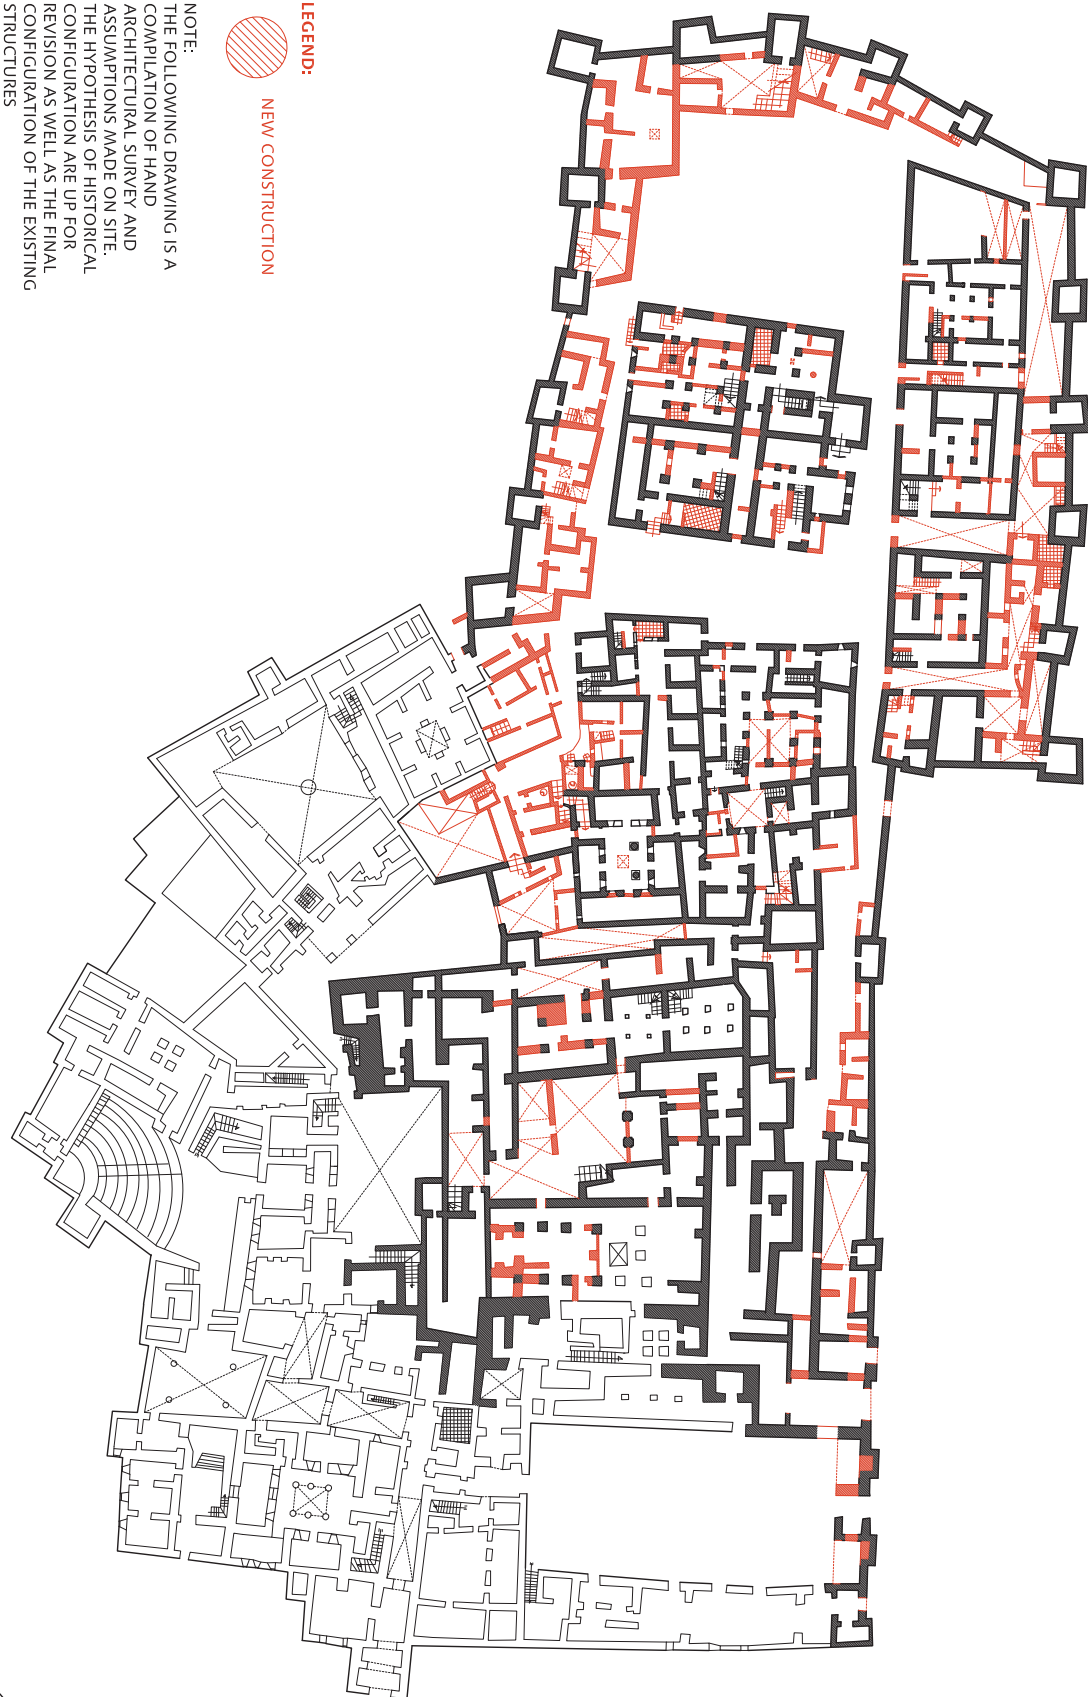 LEGEND:
NEW CONSTRUCTION
NOTE:
THE FOLLOWING DRAWING IS A
COMPILATION OF HAND
ARCHITECTURAL SURVEY AND
ASSUMPTIONS MADE ON SITE.
THE HYPOTHESIS OF HISTORICAL
CONFIGURATION ARE UP FOR
REVISION AS WELL AS THE FINAL
CONFIGURATION OF THE EXISTING
STRUCTURES